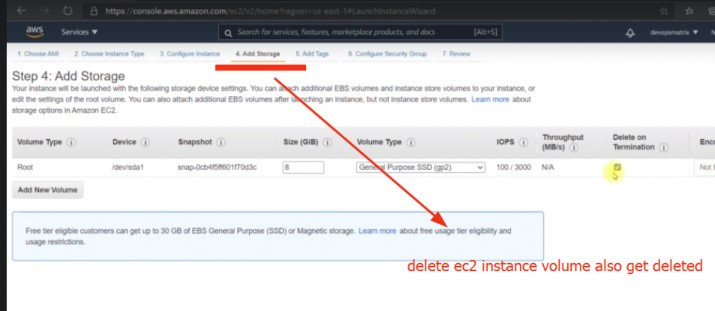 https://console.aws.amazon.com/ec2/v2/home?region=us-east-1#LaunchInstanceWizard:
aws Services Search for services, features, marketplace products, and docs [Alt+S] devopsmatrix
1. Choose AMI 2. Choose Instance Type 3. Configure Instance 4. Add Storage 5. Add Tags 6. Configure Security Group 7. Review
Step 4: Add Storage
Your instance will be launched with the following storage device settings. You can attach additional EBS volumes and instance store volumes to your instance, or
edit the settings of the root volume. You can also attach additional EBS volumes after launching an instance, but not instance store volumes. Learn more about
storage options in Amazon EC2.
Volume Type Device Snapshot Size (GiB) Volume Type IOPS Throughput (MB/s) Delete on Termination Enc
Root /dev/sda1 snap-0cb4f5ff601f70d3c 8 General Purpose SSD (gp2) 100 / 3000 N/A
Add New Volume
Free tier eligible customers can get up to 30 GB of EBS General Purpose (SSD) or Magnetic storage. Learn more about free usage tier eligibility and
usage restrictions.
delete ec2 instance volume also get deleted